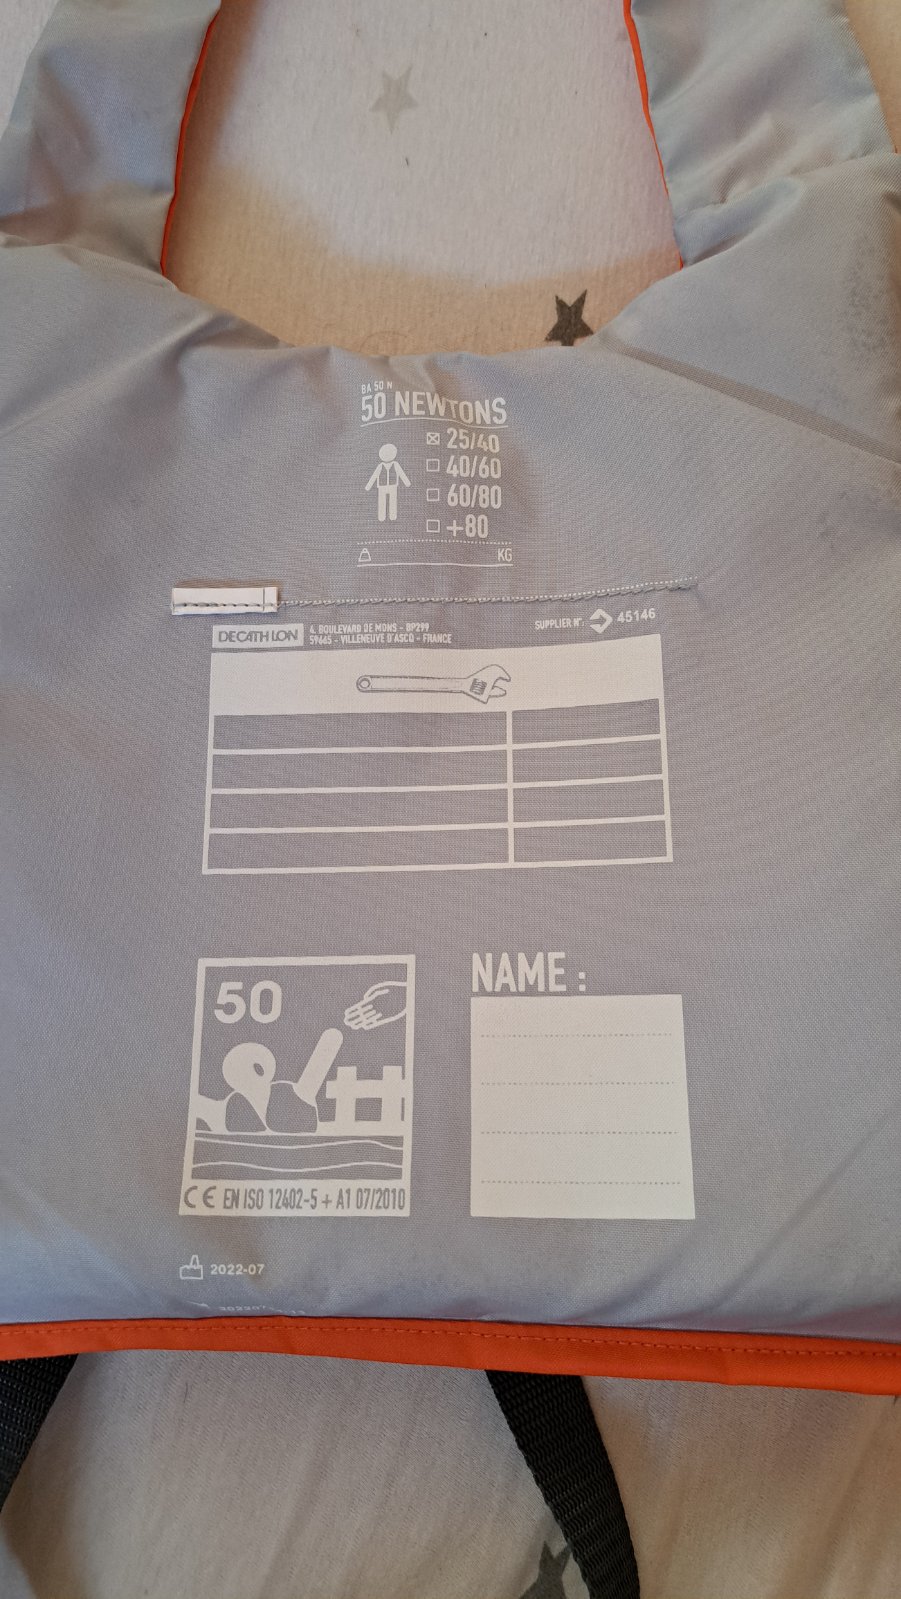 BA 50 N
50 NEWTONS
25/40
40/60
60/80
+80
KG
DECATHLON
4, BOULEVARD DE MONS - BP299
59665 - VILLENEUVE D'ASCQ - FRANCE
SUPPLIER N°: 45146
50
CE EN ISO 12402-5 + A1 07/2010
NAME :
2022-07